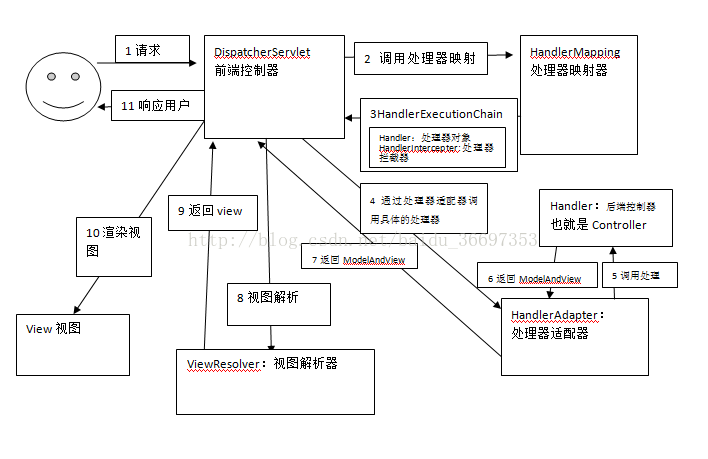 1 请求
DispatcherServlet
前端控制器
2 调用处理器映射
HandlerMapping
处理器映射器
11 响应用户
3HandlerExecutionChain
Handler：处理器对象
HandlerIntercepter:处理器
拦截器
9 返回 view
4 通过处理器适配器调
用具体的处理器
Handler：后端控制器
也就是 Controller
10 渲染视
图
http://blog.csdn.net/baidu_36697353
7 返回 ModelAndView
6 返回 ModelAndView
5 调用处理
8 视图解析
HandlerAdapter：
处理器适配器
View 视图
ViewResolver：视图解析器